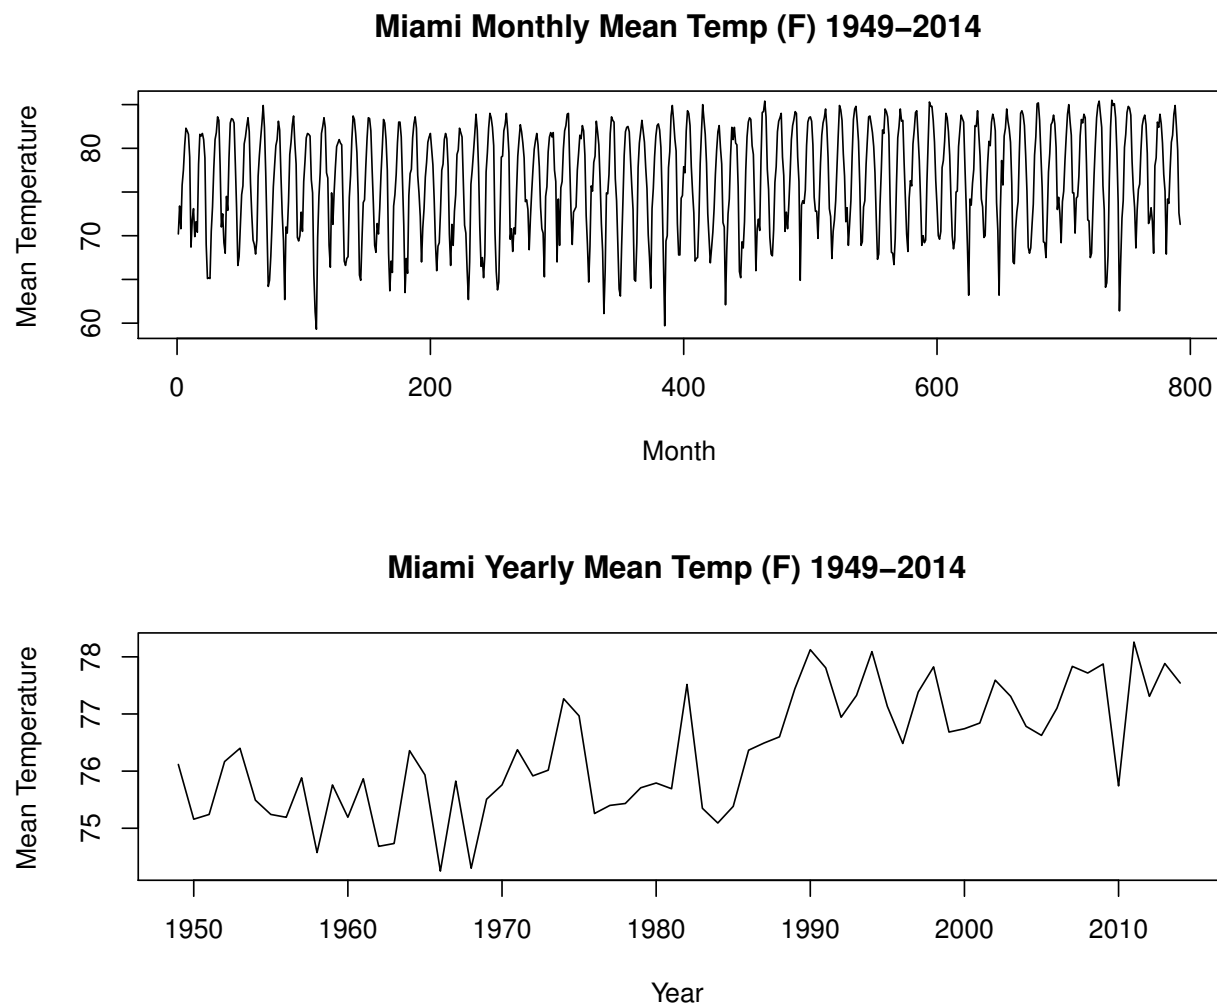 Miami Monthly Mean Temp (F) 1949−2014
Mean Temperature
80
70
60
0 200 400 600 800
Month
Miami Yearly Mean Temp (F) 1949−2014
Mean Temperature
78
77
76
75
1950 1960 1970 1980 1990 2000 2010
Year